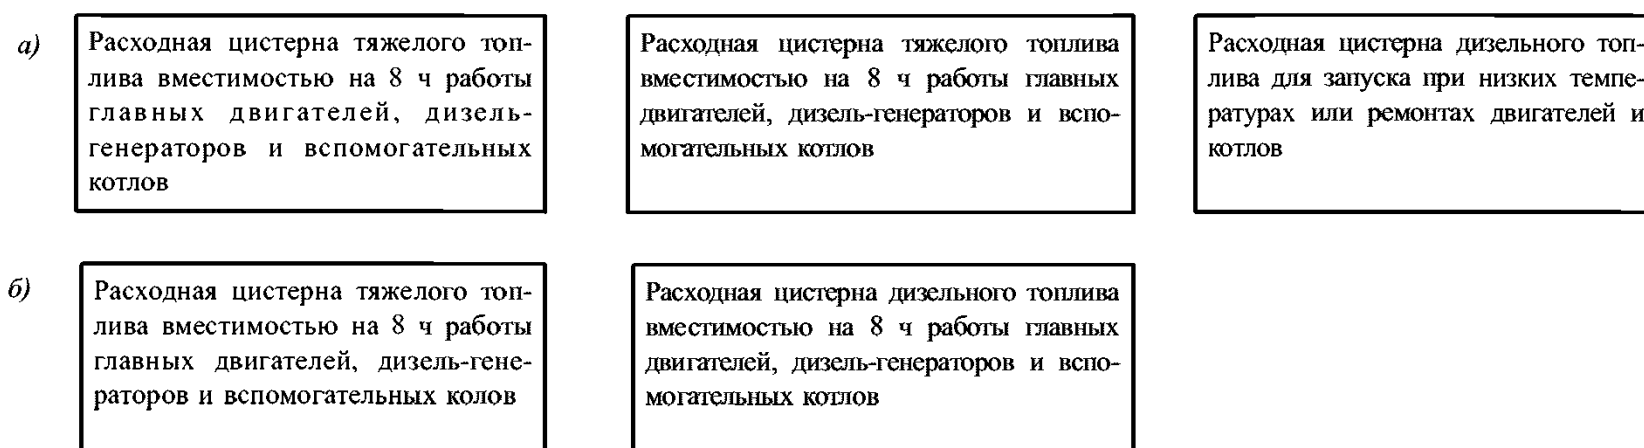 а)
Расходная цистерна тяжелого топ-
лива вместимостью на 8 ч работы
главных двигателей, дизель-
генераторов и вспомогательных
котлов
Расходная цистерна тяжелого топлива
вместимостью на 8 ч работы главных
двигателей, дизель-генераторов и вспо-
могательных котлов
Расходная цистерна дизельного топ-
лива для запуска при низких темпе-
ратурах или ремонтах двигателей и
котлов
б)
Расходная цистерна тяжелого топ-
лива вместимостью на 8 ч работы
главных двигателей, дизель-гене-
раторов и вспомогательных колов
Расходная цистерна дизельного топлива
вместимостью на 8 ч работы главных
двигателей, дизель-генераторов и вспо-
могательных котлов